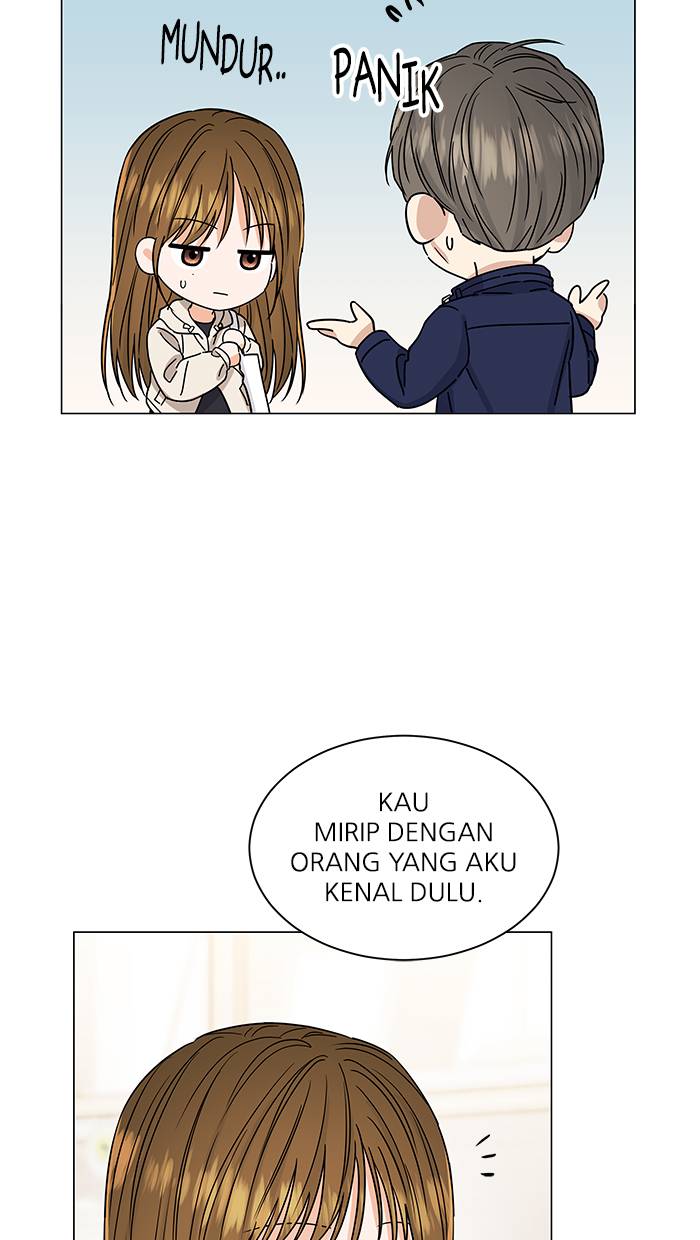 MUNDUR..
PANIK
KAU
MIRIP DENGAN
ORANG YANG AKU
KENAL DULU.